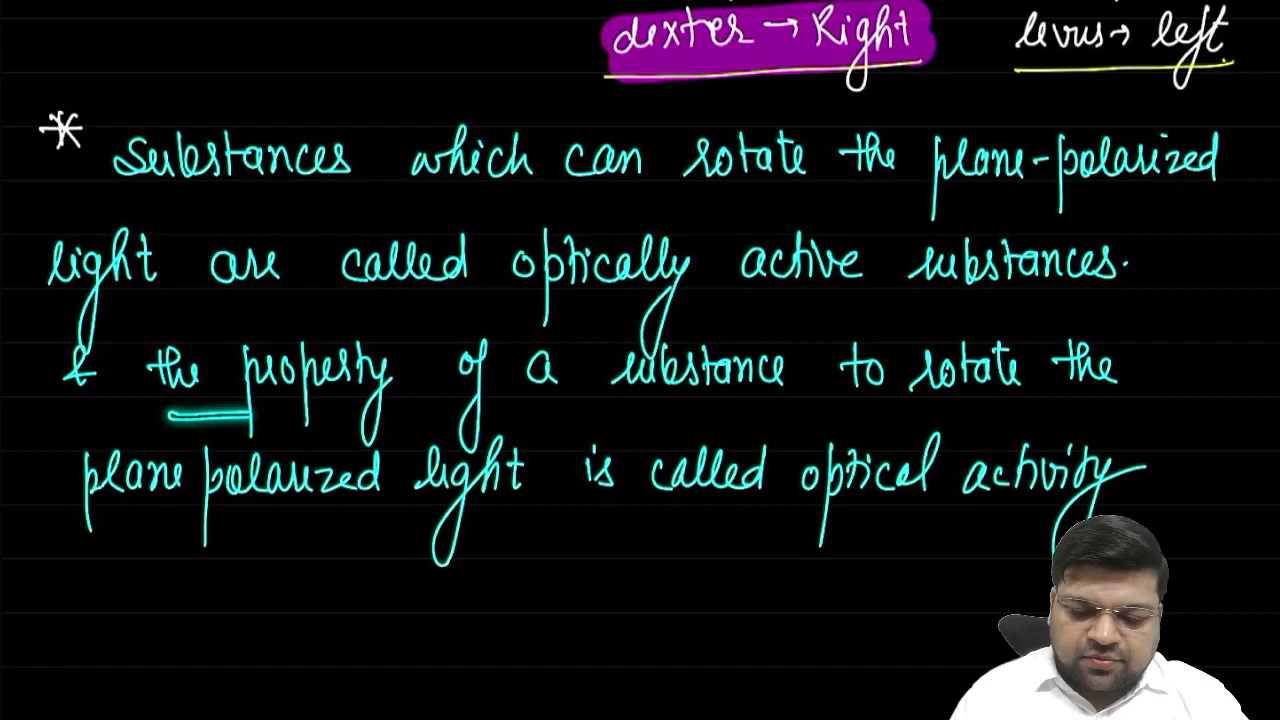 dexter → Right levus → left
* Substances which can rotate the plane-polarized
light are called optically active substances.
& the property of a substance to rotate the
plane polarized light is called optical activity